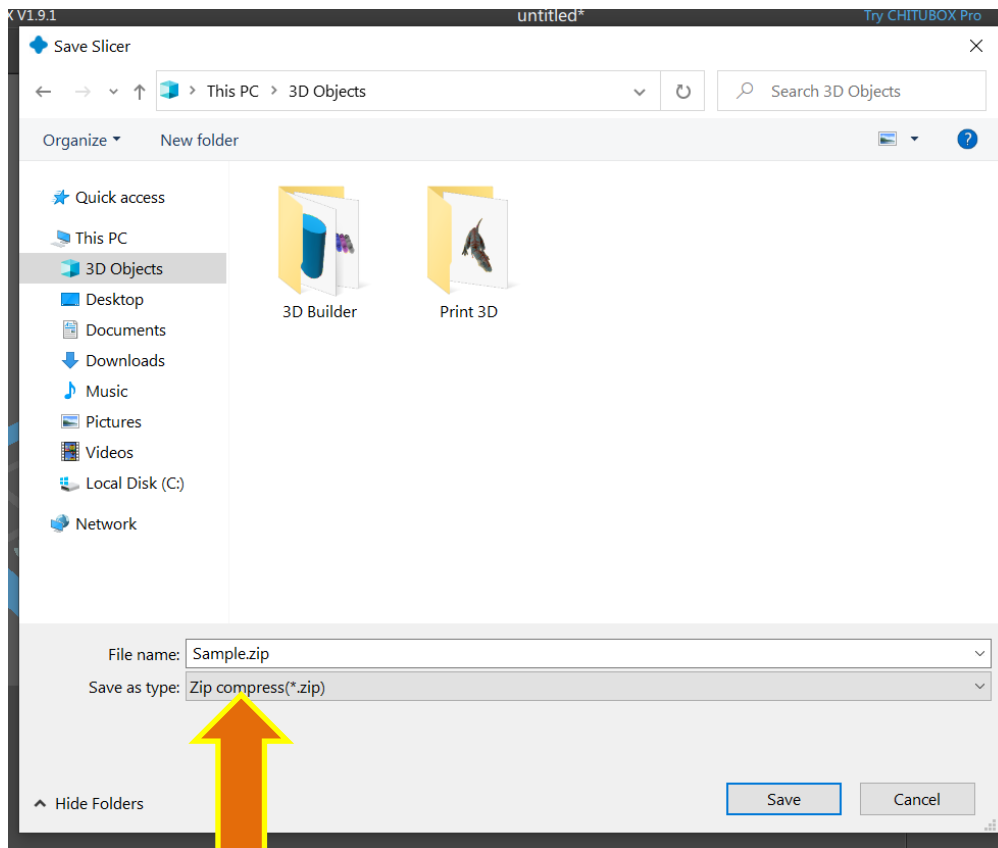 X V1.9.1 untitled* Try CHITUBOX Pro
Save Slicer
This PC > 3D Objects
Search 3D Objects
Organize New folder
?
Quick access
This PC
3D Objects
Desktop
Documents
Downloads
Music
Pictures
Videos
Local Disk (C:)
Network
3D Builder
Print 3D
File name: Sample.zip
Save as type: Zip compress(*.zip)
Hide Folders
Save
Cancel